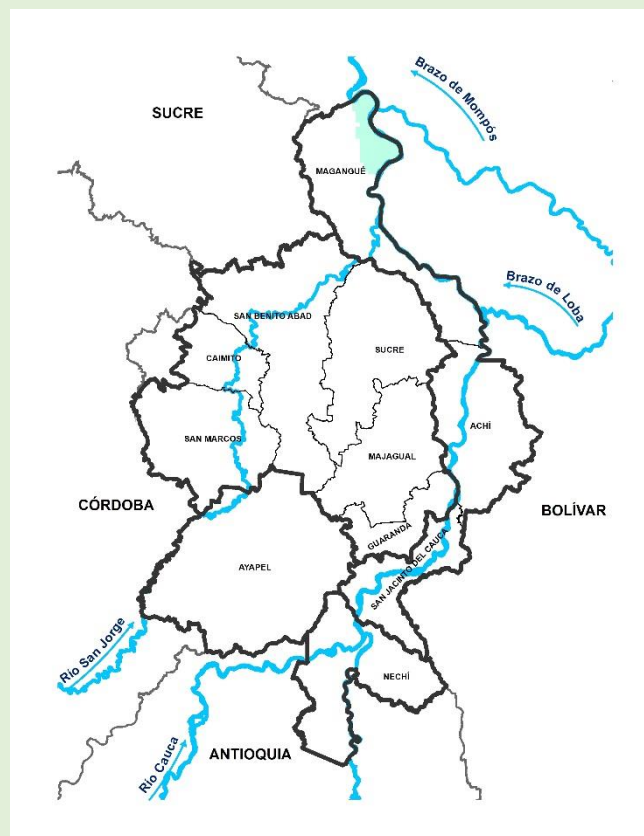 Brazo de Mompós
SUCRE
MAGANGUÉ
Brazo de Loba
SAN BENITO ABAD
CAIMITO
SUCRE
ACHÍ
SAN MARCOS
MAJAGUAL
CÓRDOBA
BOLÍVAR
GUARANDA
AYAPEL
SAN JACINTO DEL CAUCA
Río San Jorge
NECHÍ
ANTIOQUIA
Río Cauca